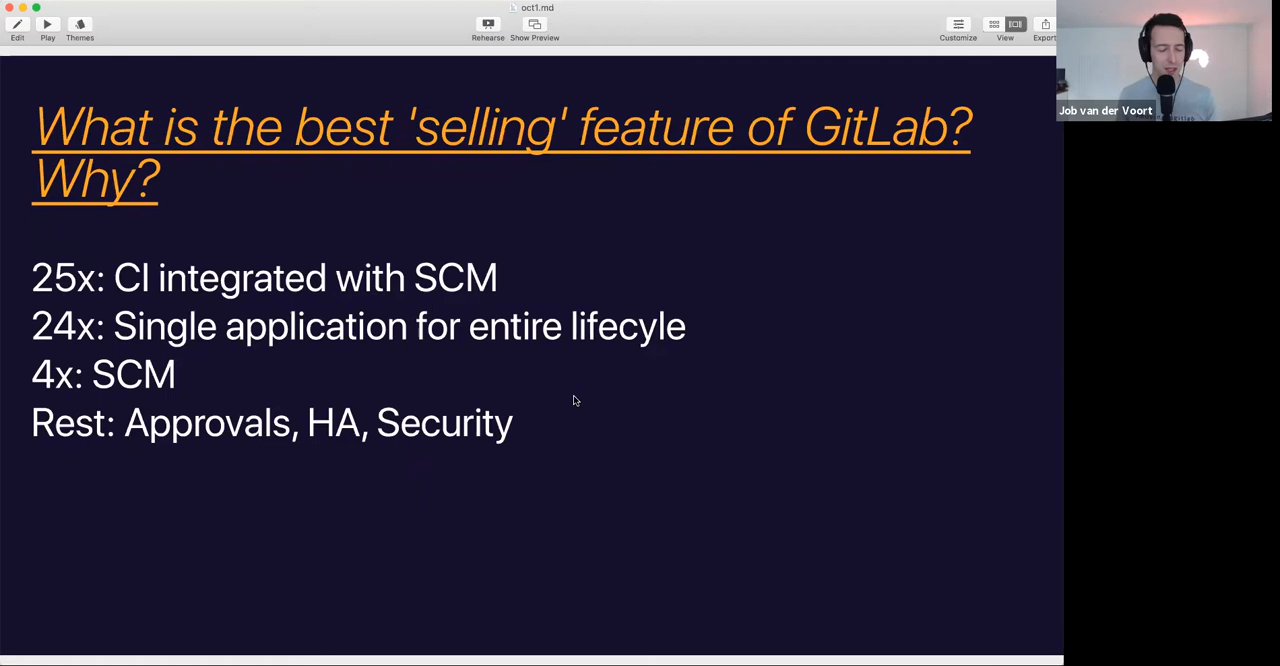 oct1.md
Edit
Play
Themes
Rehearse
Show Preview
Customize
View
Export
Job van der Voort
What is the best 'selling' feature of GitLab?
Why?
25x: CI integrated with SCM
24x: Single application for entire lifecyle
4x: SCM
Rest: Approvals, HA, Security